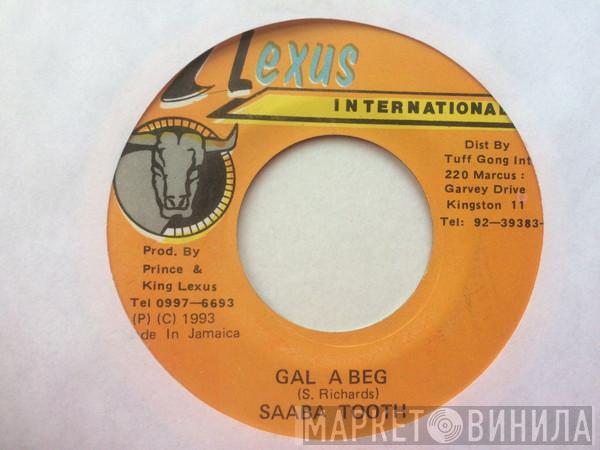 Lexus
INTERNATIONAL
Dist By
Tuff Gong Int
220 Marcus :
Garvey Drive
Kingston 11
Tel: 92—39383-
Prod. By
Prince &
King Lexus
Tel 0997—6693
(P) (C) 1993
de In Jamaica
GAL A BEG
(S. Richards)
SAABA TOOTH
МАРКЕТ ВИНИЛА